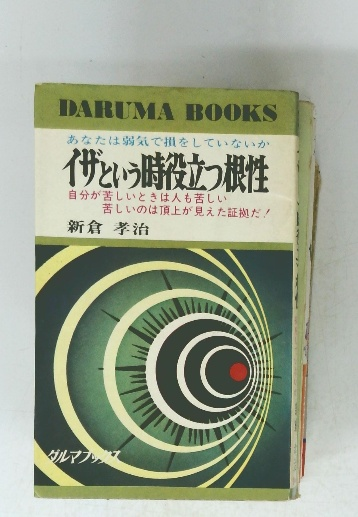 DARUMA BOOKS
あなたは弱気で損をしていないか
イザという時役立つ根性
自分が苦しいときは人も苦しい
苦しいのは頂上が見えた証拠だ!
新倉 孝治
ダルマブックス